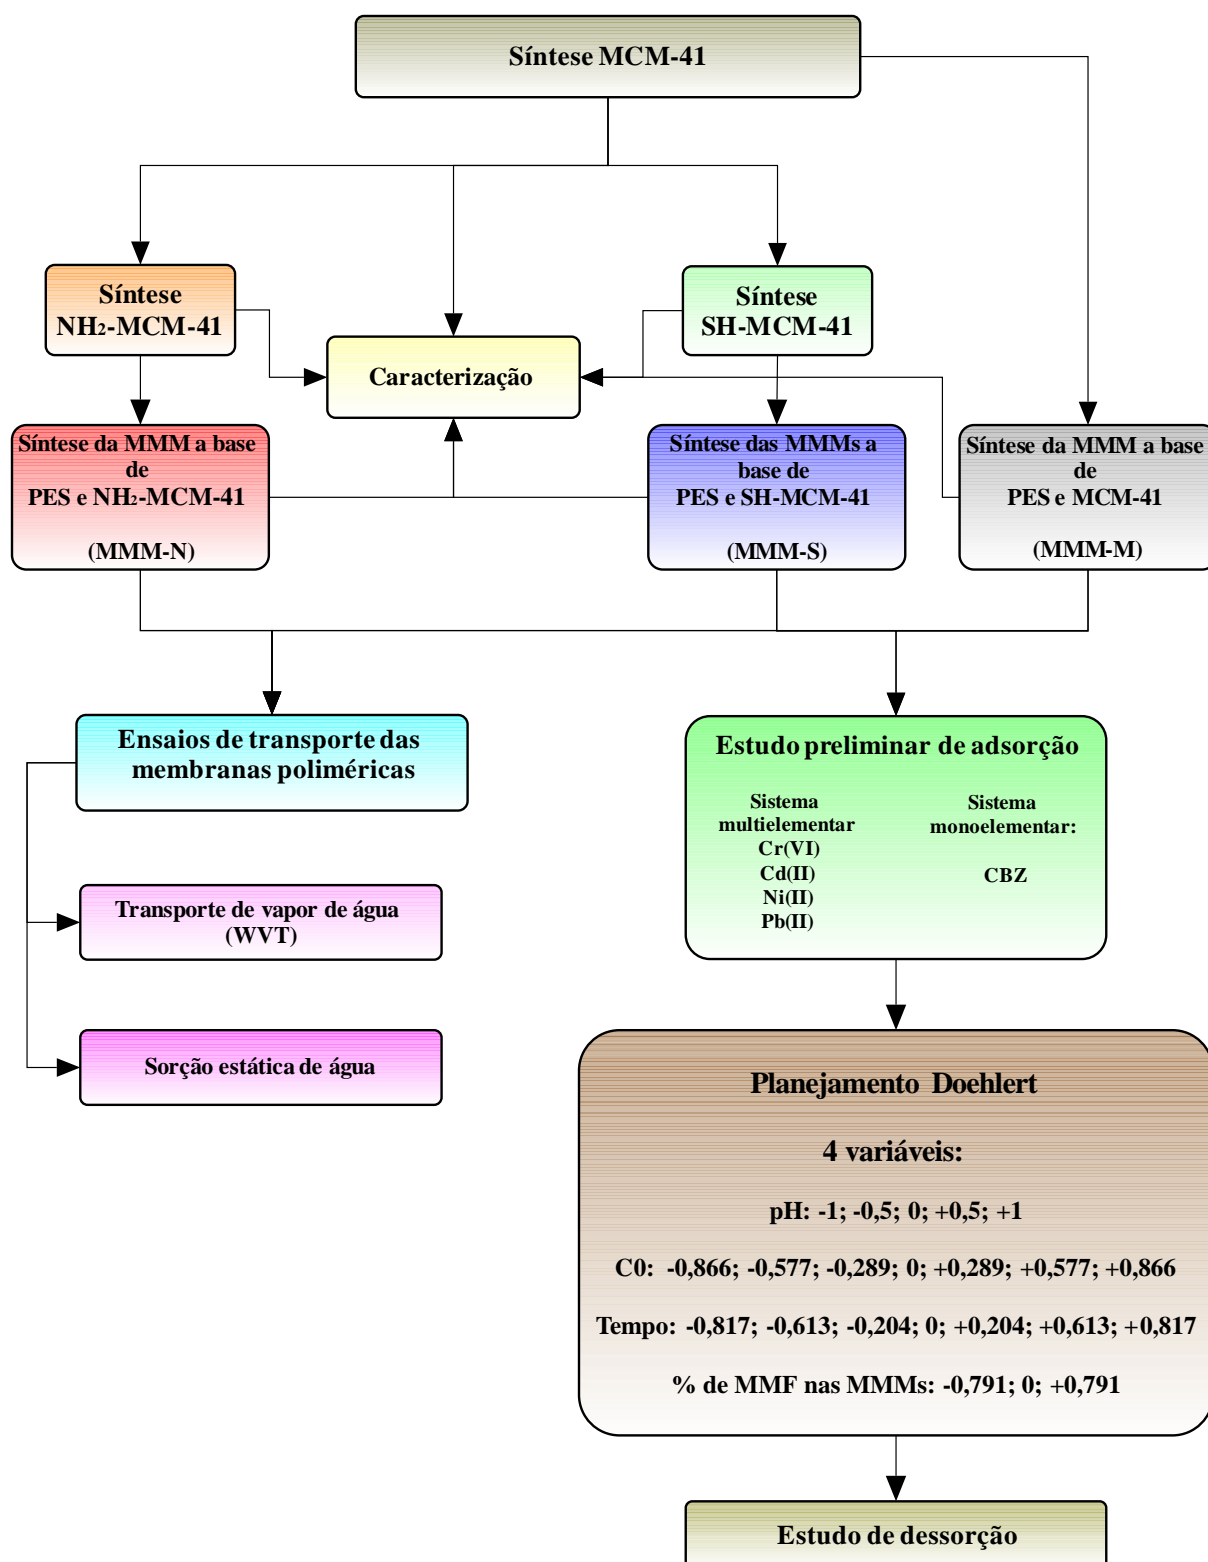 Síntese MCM-41
Síntese
NH₂-MCM-41
Síntese
SH-MCM-41
Caracterização
Síntese da MMM a base
de
PES e NH₂-MCM-41
(MMM-N)
Síntese das MMMs a
base de
PES e SH-MCM-41
(MMM-S)
Síntese da MMM a base
de
PES e MCM-41
(MMM-M)
Ensaios de transporte das
membranas poliméricas
Transporte de vapor de água
(WVT)
Sorção estática de água
Estudo preliminar de adsorção
Sistema
multielementar
Cr(VI)
Cd(II)
Ni(II)
Pb(II)
Sistema
monoelementar:
CBZ
Planejamento Doehlert
4 variáveis:
pH: -1; -0,5; 0; +0,5; +1
C0: -0,866; -0,577; -0,289; 0; +0,289; +0,577; +0,866
Tempo: -0,817; -0,613; -0,204; 0; +0,204; +0,613; +0,817
% de MMF nas MMMs: -0,791; 0; +0,791
Estudo de dessorção